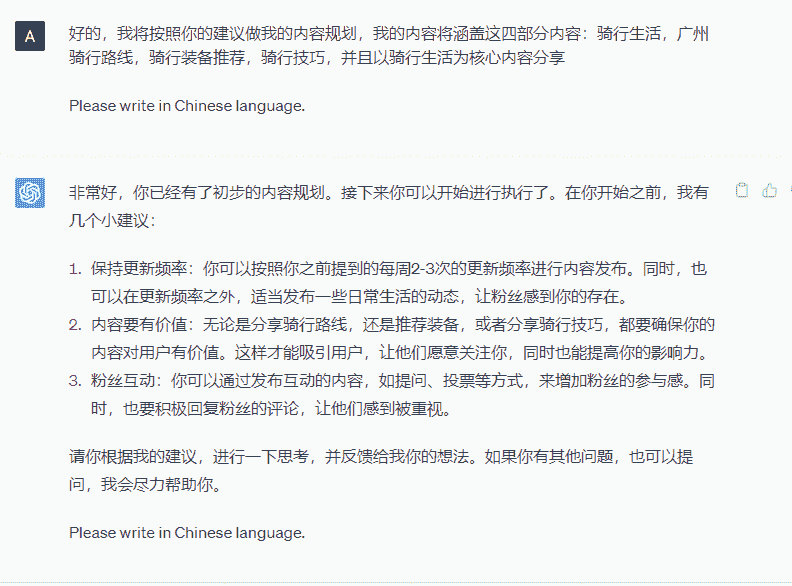 A
好的，我将按照你的建议做我的内容规划，我的内容将涵盖这四部分内容：骑行生活，广州
骑行路线，骑行装备推荐，骑行技巧，并且以骑行生活为核心内容分享
Please write in Chinese language.
非常好，你已经有了初步的内容规划。接下来你可以开始进行执行了。在你开始之前，我有
几个小建议：
1. 保持更新频率：你可以按照你之前提到的每周2-3次的更新频率进行内容发布。同时，也
可以在更新频率之外，适当发布一些日常生活的动态，让粉丝感到你的存在。
2. 内容要有价值：无论是分享骑行路线，还是推荐装备，或者分享骑行技巧，都要确保你的
内容对用户有价值。这样才能吸引用户，让他们愿意关注你，同时也能提高你的影响力。
3. 粉丝互动：你可以通过发布互动的内容，如提问、投票等方式，来增加粉丝的参与感。同
时，也要积极回复粉丝的评论，让他们感到被重视。
请你根据我的建议，进行一下思考，并反馈给我你的想法。如果你有其他问题，也可以提
问，我会尽力帮助你。
Please write in Chinese language.